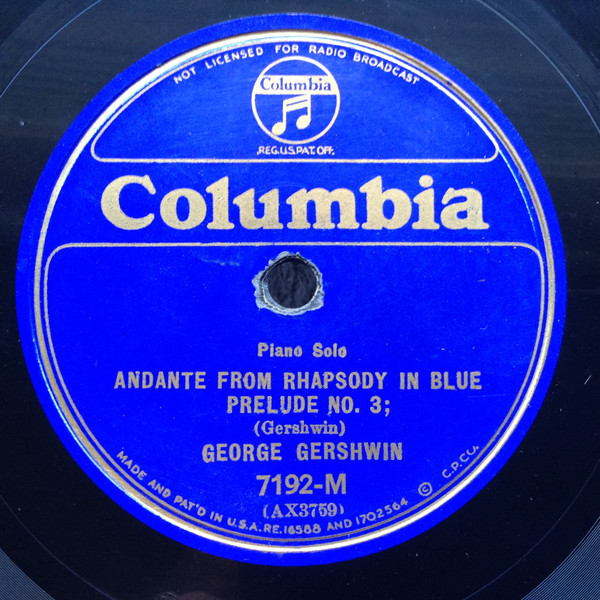 NOT LICENSED FOR RADIO BROADCAST
Columbia
REG.U.S.PAT.OFF.
Columbia
Piano Solo
ANDANTE FROM RHAPSODY IN BLUE
PRELUDE NO. 3;
(Gershwin)
GEORGE GERSHWIN
7192-M
(AX3759)
MADE AND PAT'D IN U.S.A. RE.16588 AND 1702564 © C.P.CO.